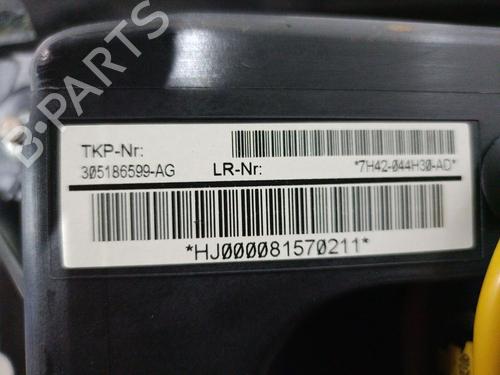 TKP-Nr:
305186599-AG
LR-Nr:
*7H42-044H30-AD*
*HJ000081570211*
B-PARTS